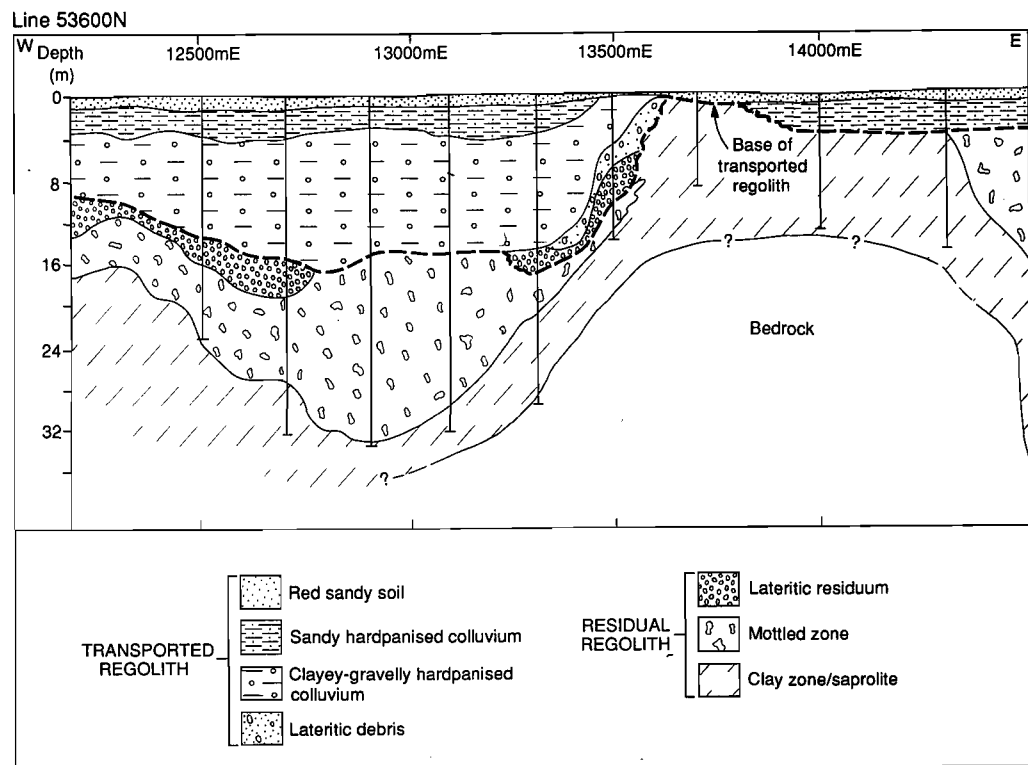 Line 53600N
W Depth 12500mE 13000mE 13500mE 14000mE E
(m)
0
8
16
24
32
Base of
transported
regolith
? ?
Bedrock
?
TRANSPORTED
REGOLITH
Red sandy soil
Sandy hardpanised colluvium
Clayey-gravelly hardpanised
colluvium
Lateritic debris
RESIDUAL
REGOLITH
Lateritic residuum
Mottled zone
Clay zone/saprolite